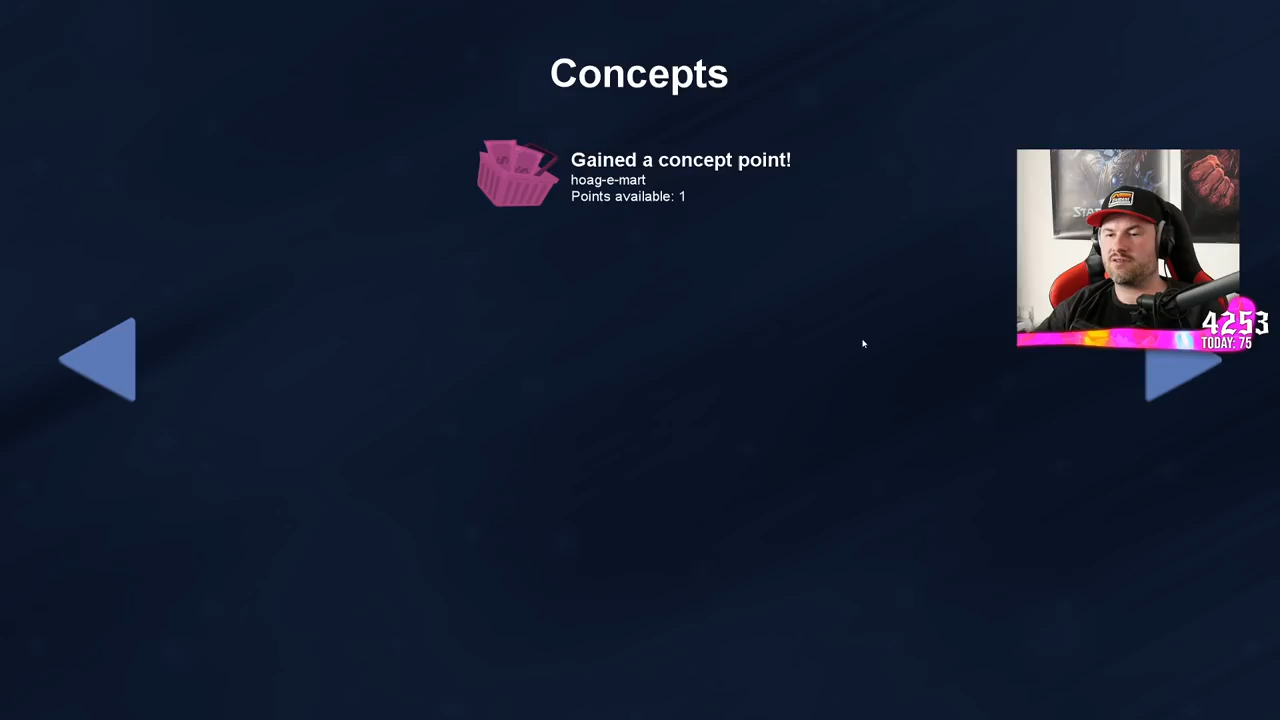 Concepts
Gained a concept point!
hoag-e-mart
Points available: 1
4253
TODAY: 75